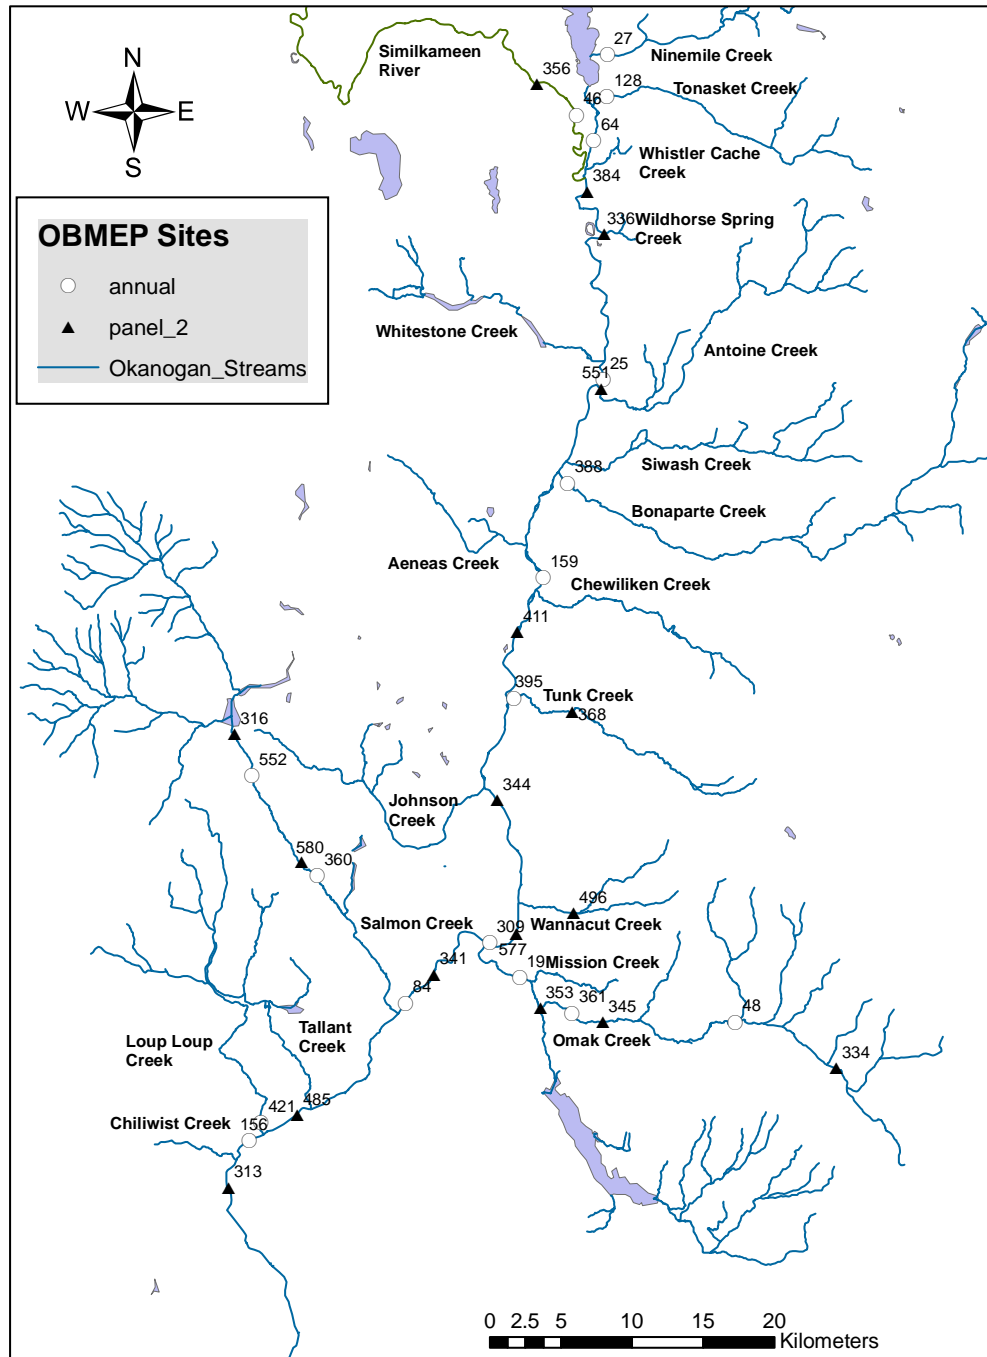 Similkameen
River
27
Ninemile Creek
356
128
Tonasket Creek
46
64
Whistler Cache
Creek
384
336
Wildhorse Spring
Creek
N
W
E
S
OBMEP Sites
annual
panel_2
Okanogan_Streams
Whitestone Creek
Antoine Creek
25
551
388
Siwash Creek
Bonaparte Creek
Aeneas Creek
159
Chewiliken Creek
411
395
Tunk Creek
368
316
552
344
Johnson
Creek
580
360
496
Salmon Creek
309
Wannacut Creek
577
341
19
Mission Creek
84
353
361
345
48
Omak Creek
334
Tallant
Creek
Loup Loup
Creek
485
421
Chiliwist Creek
156
313
0 2.5 5 10 15 20
Kilometers